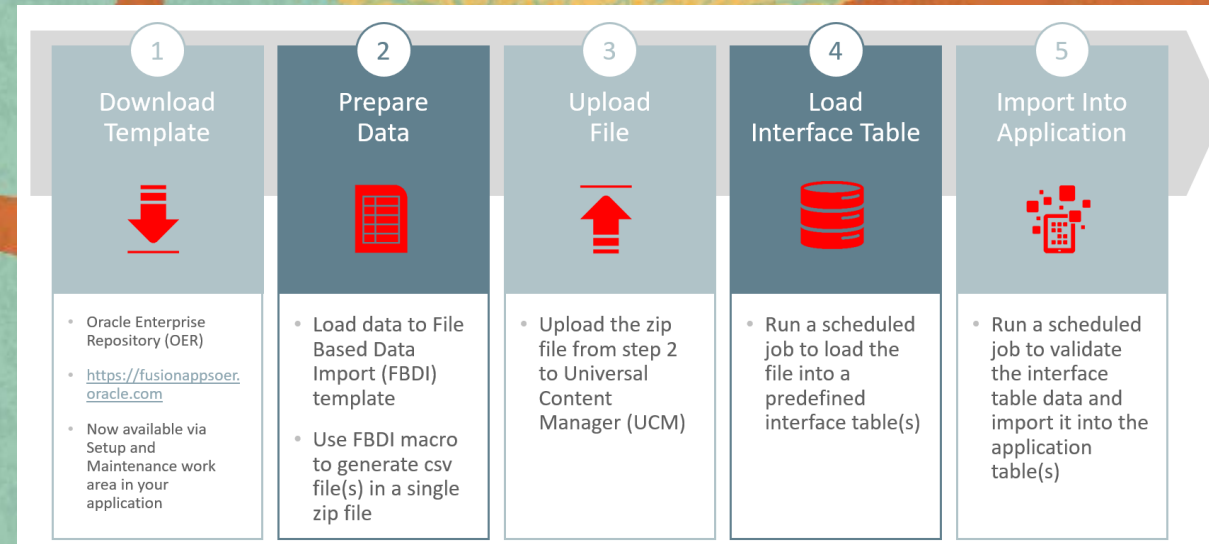 1
Download
Template
• Oracle Enterprise
Repository (OER)
• https://fusionappsoer.
oracle.com
• Now available via
Setup and
Maintenance work
area in your
application
2
Prepare
Data
• Load data to File
Based Data
Import (FBDI)
template
• Use FBDI macro
to generate csv
file(s) in a single
zip file
3
Upload
File
• Upload the zip
file from step 2
to Universal
Content
Manager (UCM)
4
Load
Interface Table
• Run a scheduled
job to load the
file into a
predefined
interface table(s)
5
Import Into
Application
• Run a scheduled
job to validate
the interface
table data and
import it into the
application
table(s)